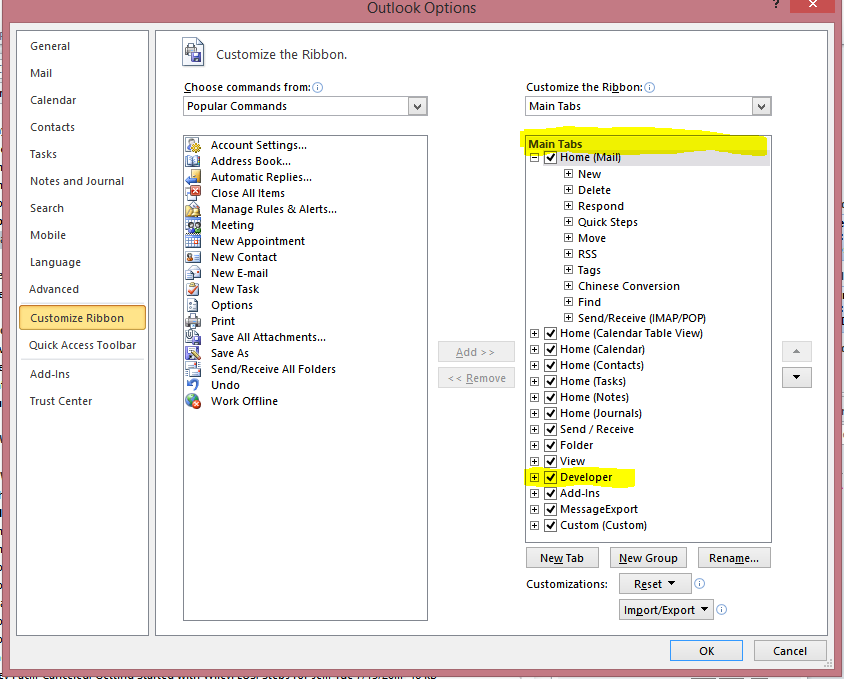 Outlook Options
?
General
Mail
Calendar
Contacts
Tasks
Notes and Journal
Search
Mobile
Language
Advanced
Customize Ribbon
Quick Access Toolbar
Add-Ins
Trust Center
Customize the Ribbon.
Choose commands from:
Popular Commands
Account Settings...
Address Book...
Automatic Replies...
Close All Items
Manage Rules & Alerts...
Meeting
New Appointment
New Contact
New E-mail
New Task
Options
Print
Save All Attachments...
Save As
Send/Receive All Folders
Undo
Work Offline
Add >>
<< Remove
Customize the Ribbon:
Main Tabs
Main Tabs
Home (Mail)
New
Delete
Respond
Quick Steps
Move
RSS
Tags
Chinese Conversion
Find
Send/Receive (IMAP/POP)
Home (Calendar Table View)
Home (Calendar)
Home (Contacts)
Home (Tasks)
Home (Notes)
Home (Journals)
Send / Receive
Folder
View
Developer
Add-Ins
MessageExport
Custom (Custom)
New Tab
New Group
Rename...
Customizations:
Reset
Import/Export
OK
Cancel